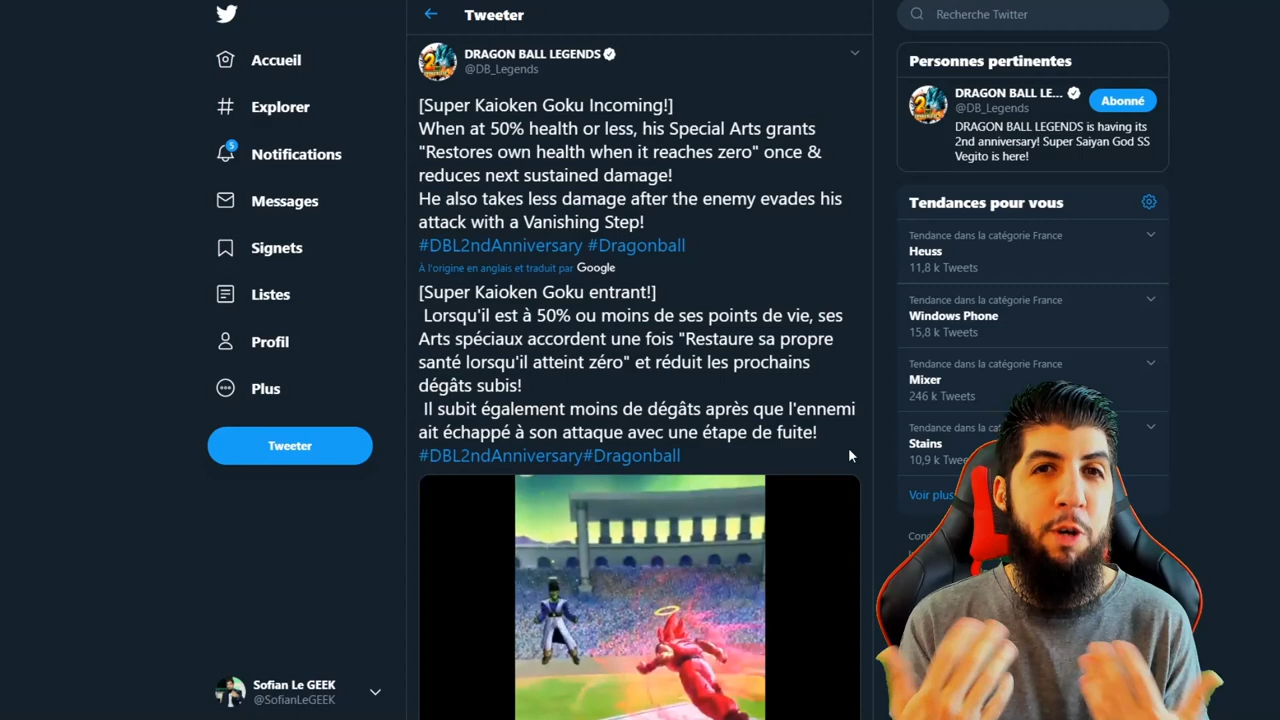 Accueil
Explorer
5
Notifications
Messages
Signets
Listes
Profil
Plus
Tweeter
Sofian Le GEEK
@SofianLeGEEK
Tweeter
DRAGON BALL LEGENDS
@DB_Legends
[Super Kaioken Goku Incoming!]
When at 50% health or less, his Special Arts grants
"Restores own health when it reaches zero" once &
reduces next sustained damage!
He also takes less damage after the enemy evades his
attack with a Vanishing Step!
#DBL2ndAnniversary #Dragonball
À l'origine en anglais et traduit par Google
[Super Kaioken Goku entrant!]
Lorsqu'il est à 50% ou moins de ses points de vie, ses
Arts spéciaux accordent une fois "Restaure sa propre
santé lorsqu'il atteint zéro" et réduit les prochains
dégâts subis!
Il subit également moins de dégâts après que l'ennemi
ait échappé à son attaque avec une étape de fuite!
#DBL2ndAnniversary#Dragonball
Recherche Twitter
Personnes pertinentes
DRAGON BALL LE...
@DB_Legends
Abonné
DRAGON BALL LEGENDS is having its
2nd anniversary! Super Saiyan God SS
Vegito is here!
Tendances pour vous
Tendance dans la catégorie France
Heuss
11,8 k Tweets
Tendance dans la catégorie France
Windows Phone
15,8 k Tweets
Tendance dans la catégorie France
Mixer
246 k Tweets
Tendance dans la catégorie France
Stains
10,9 k Tweets
Voir plus